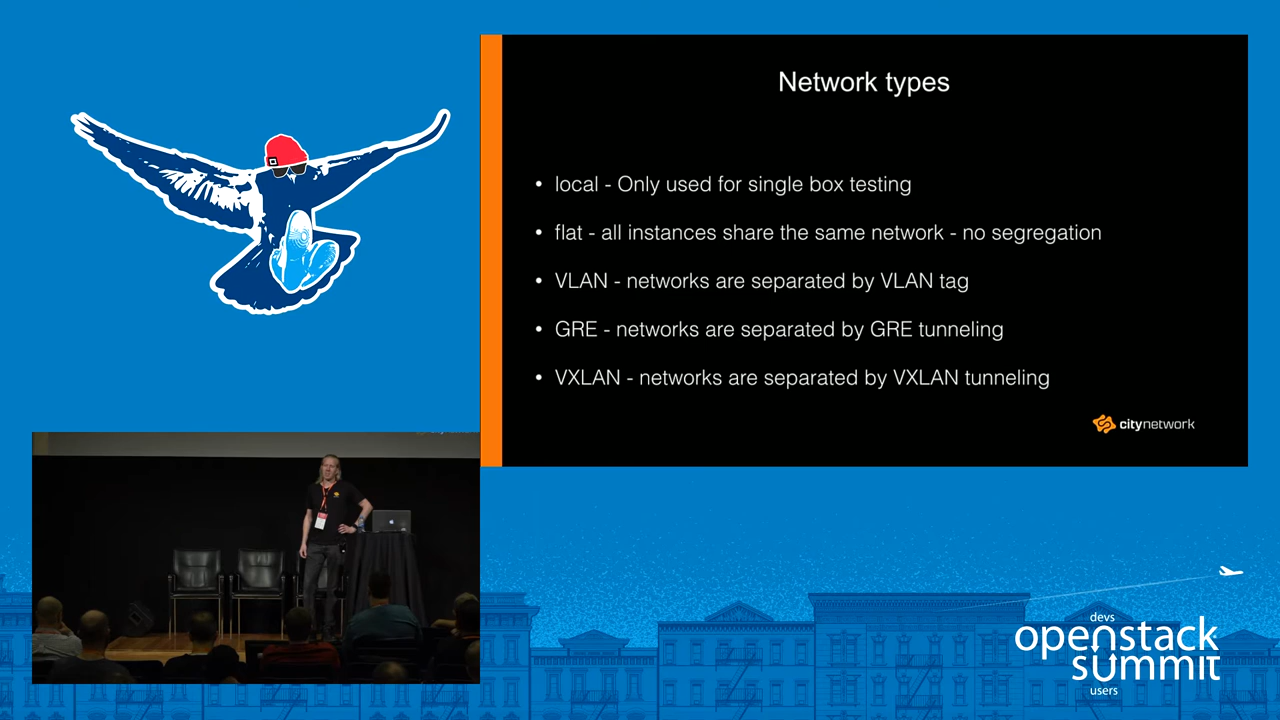 Network types
• local - Only used for single box testing
• flat - all instances share the same network - no segregation
• VLAN - networks are separated by VLAN tag
• GRE - networks are separated by GRE tunneling
• VXLAN - networks are separated by VXLAN tunneling
citynetwork
devs
openstack
summit
users